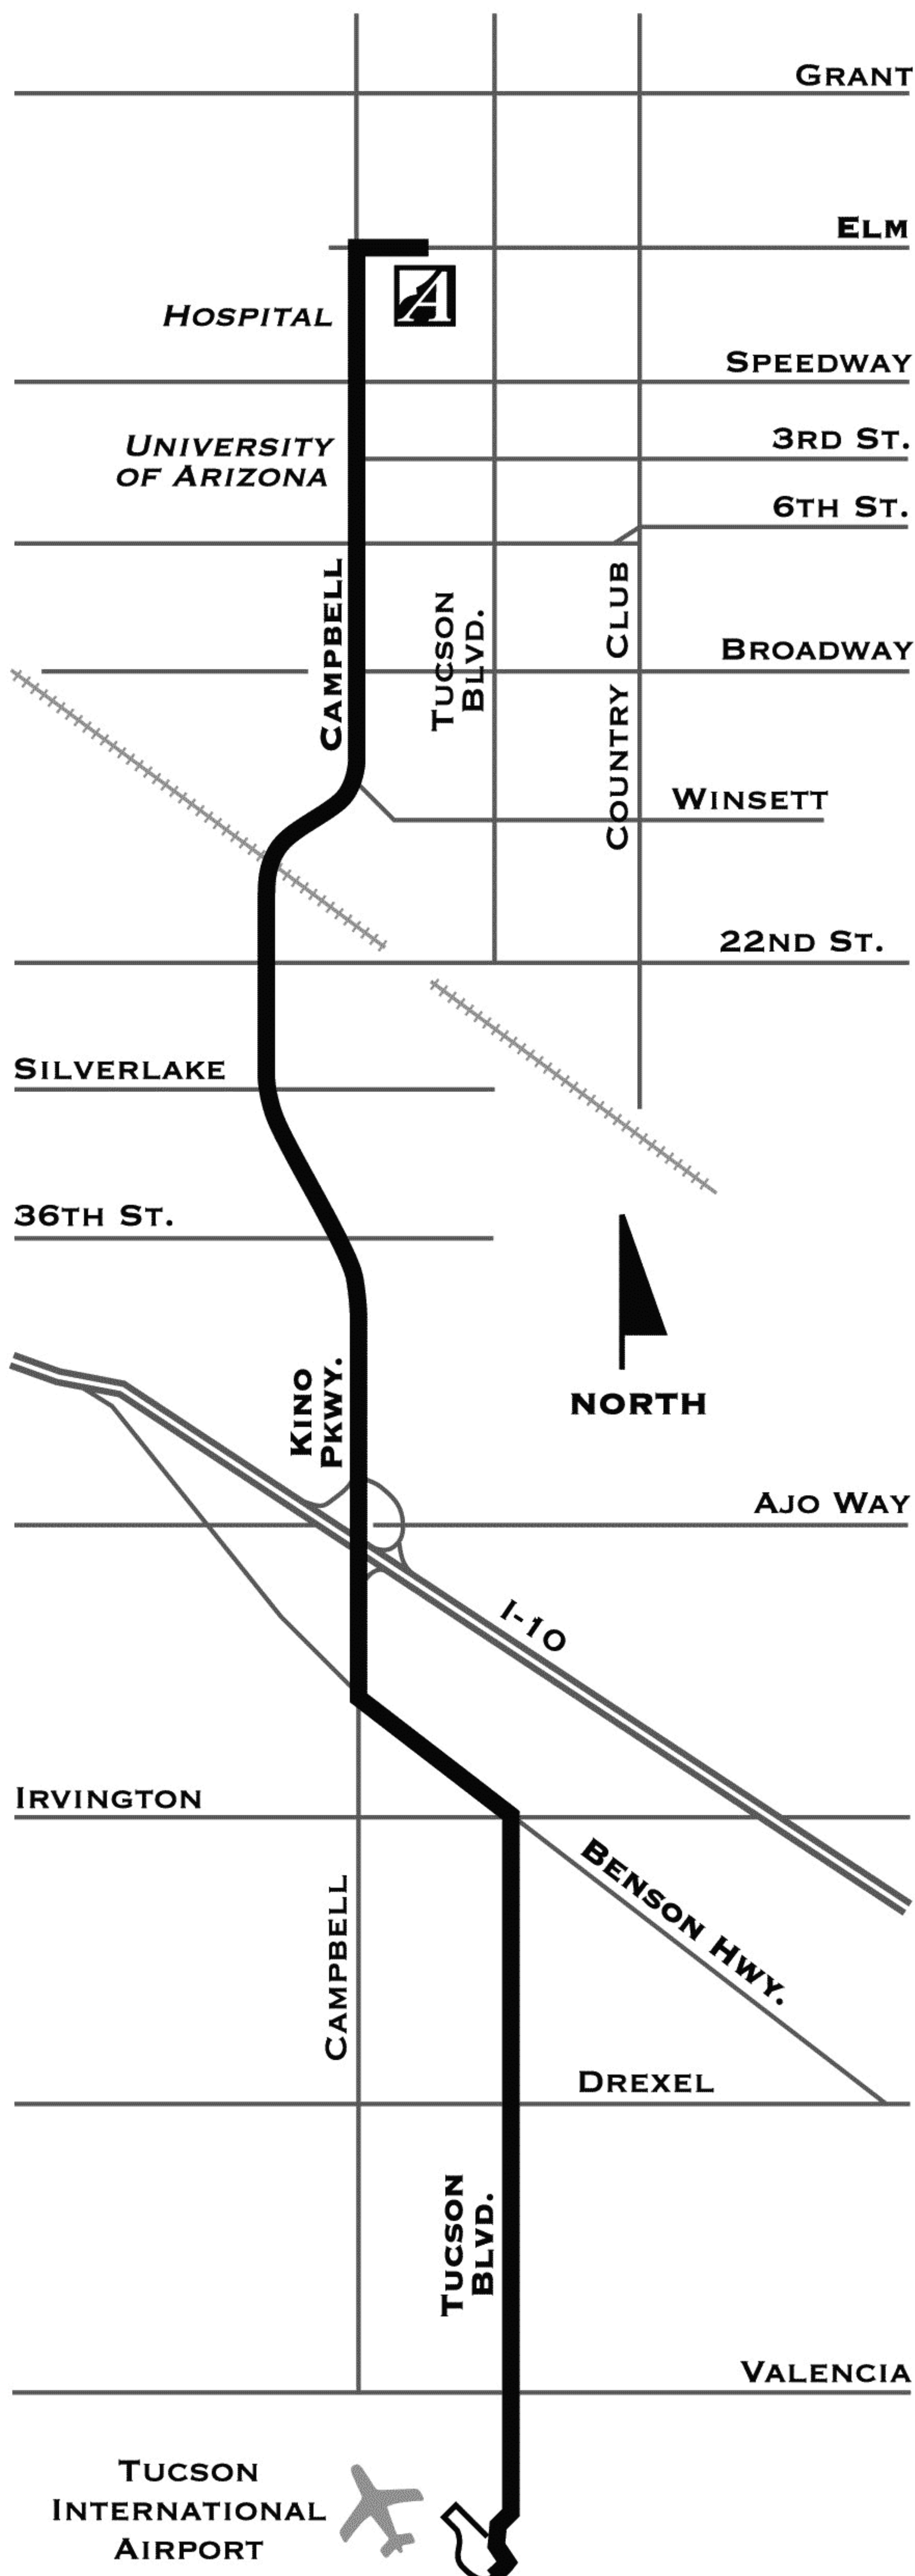 GRANT
ELM
A
HOSPITAL
SPEEDWAY
3RD ST.
UNIVERSITY
OF ARIZONA
6TH ST.
CAMPBELL
TUCSON
BLVD.
COUNTRY CLUB
BROADWAY
WINSETT
22ND ST.
SILVERLAKE
36TH ST.
KINO
PKWY.
NORTH
AJO WAY
I-10
IRVINGTON
BENSON HWY.
CAMPBELL
DREXEL
TUCSON
BLVD.
VALENCIA
TUCSON
INTERNATIONAL
AIRPORT